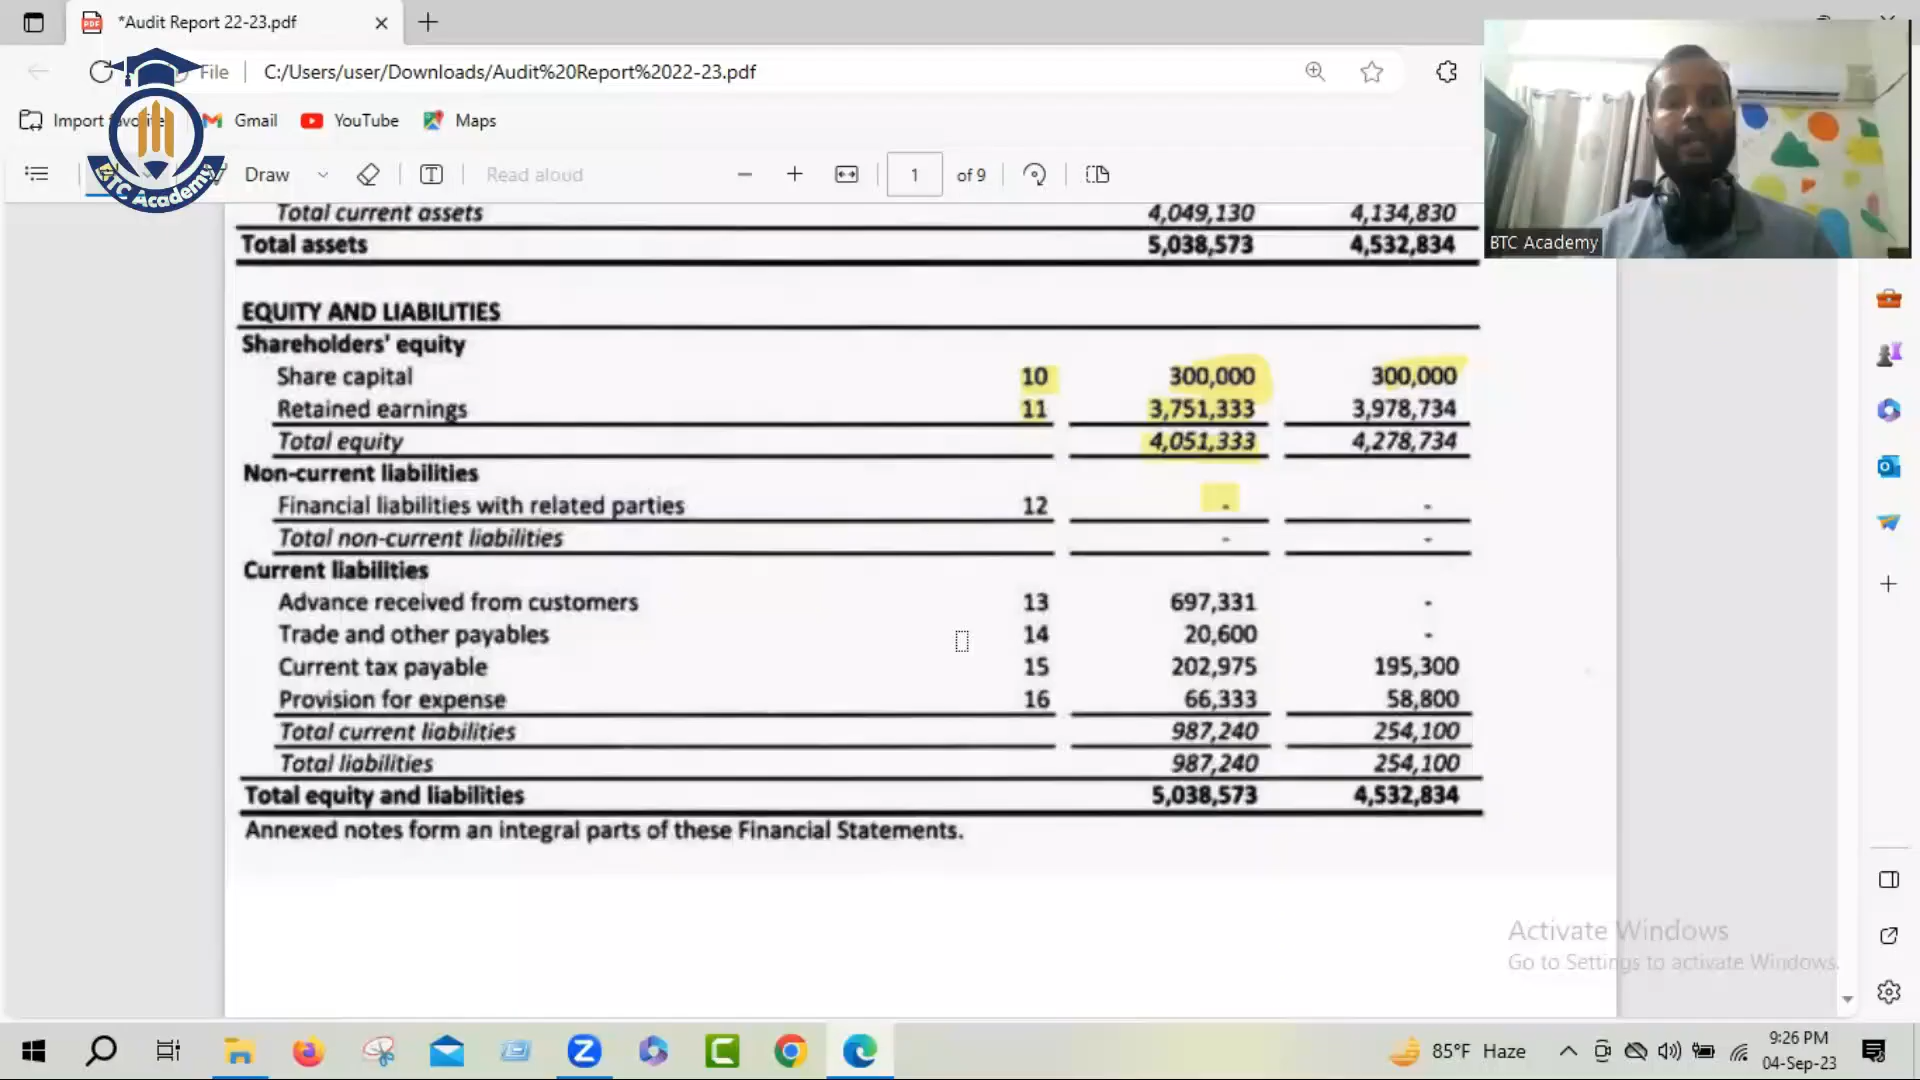 *Audit Report 22-23.pdf
File
C:/Users/user/Downloads/Audit%20Report%2022-23.pdf
Import favorites
Gmail
YouTube
Maps
BTC Academy
Draw
Read aloud
1 of 9
BTC Academy
Total current assets 4,049,130 4,134,830
Total assets 5,038,573 4,532,834
EQUITY AND LIABILITIES
Shareholders' equity
Share capital 10 300,000 300,000
Retained earnings 11 3,751,333 3,978,734
Total equity 4,051,333 4,278,734
Non-current liabilities
Financial liabilities with related parties 12 - -
Total non-current liabilities - -
Current liabilities
Advance received from customers 13 697,331 -
Trade and other payables 14 20,600 -
Current tax payable 15 202,975 195,300
Provision for expense 16 66,333 58,800
Total current liabilities 987,240 254,100
Total liabilities 987,240 254,100
Total equity and liabilities 5,038,573 4,532,834
Annexed notes form an integral parts of these Financial Statements.
Activate Windows
Go to Settings to activate Windows.
85°F Haze
9:26 PM
04-Sep-23